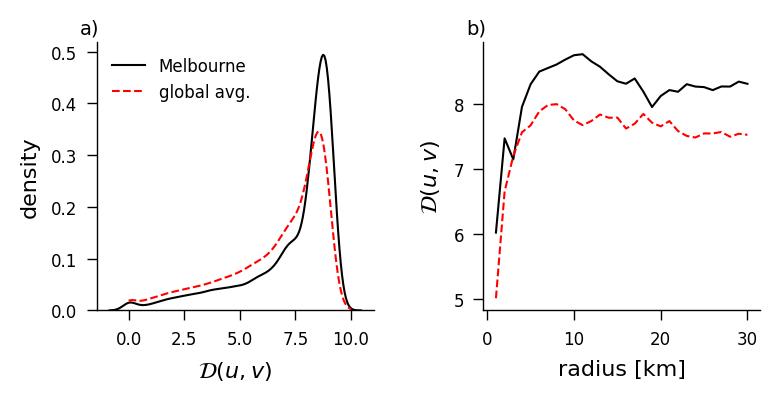 a)
Melbourne
global avg.
density
0.5
0.4
0.3
0.2
0.1
0.0
0.0 2.5 5.0 7.5 10.0
𝒟(u, v)
b)
𝒟(u, v)
8
7
6
5
0 10 20 30
radius [km]